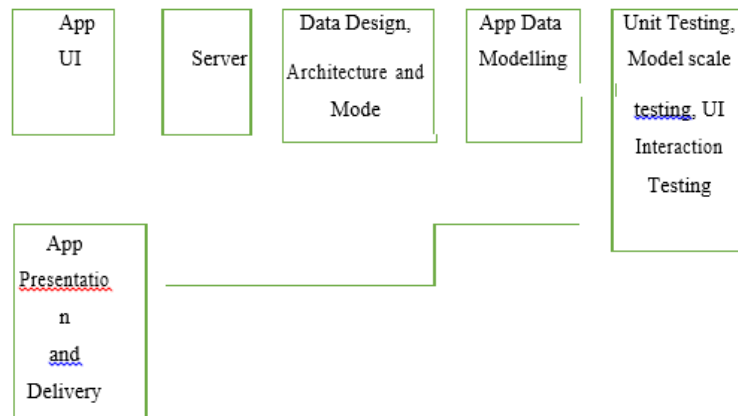 App
UI
Server
Data Design,
Architecture and
Mode
App Data
Modelling
Unit Testing,
Model scale
testing, UI
Interaction
Testing
App
Presentatio
n
and
Delivery